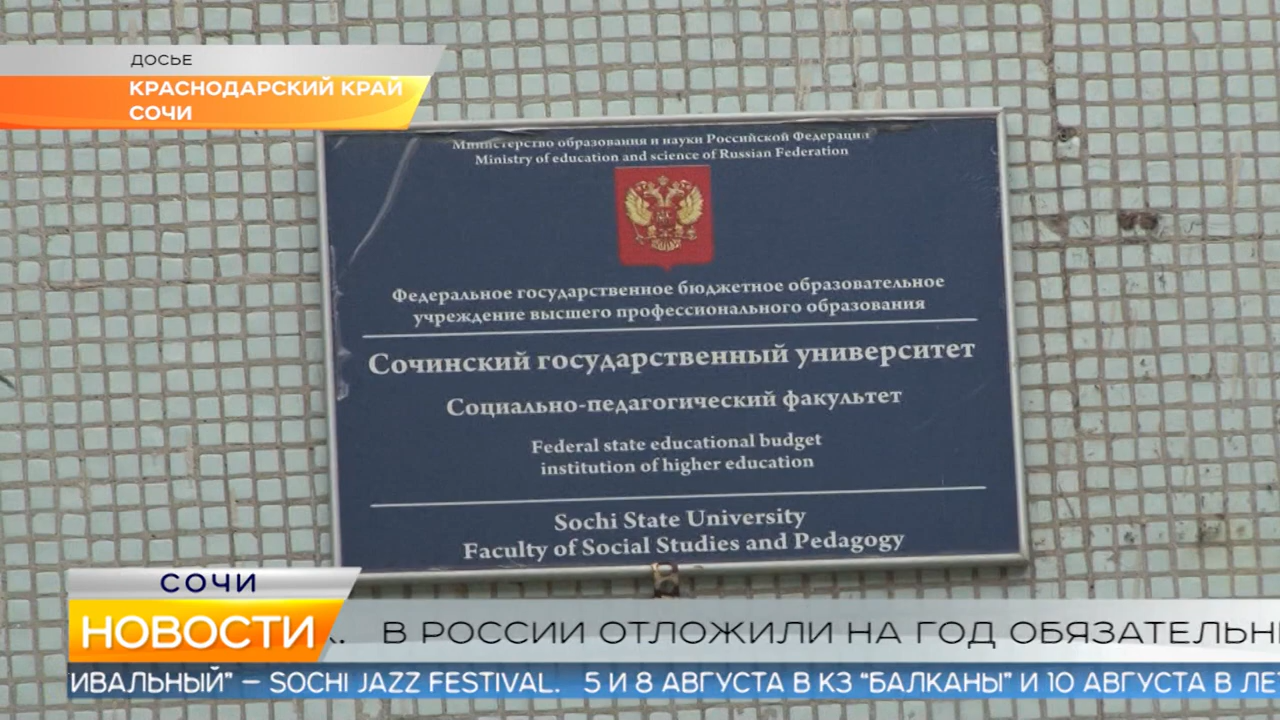 ДОСЬЕ
КРАСНОДАРСКИЙ КРАЙ
СОЧИ
Министерство образования и науки Российской Федерации
Ministry of education and science of Russian Federation
Федеральное государственное бюджетное образовательное
учреждение высшего профессионального образования
Сочинский государственный университет
Социально-педагогический факультет
Federal state educational budget
institution of higher education
Sochi State University
Faculty of Social Studies and Pedagogy
СОЧИ
НОВОСТИ
В РОССИИ ОТЛОЖИЛИ НА ГОД
ИВАЛЬНЫЙ” – SOCHI JAZZ FESTIVAL. 5 И 8 АВГУСТА В КЗ “БАЛКАНЫ” И 10 АВГУСТА В